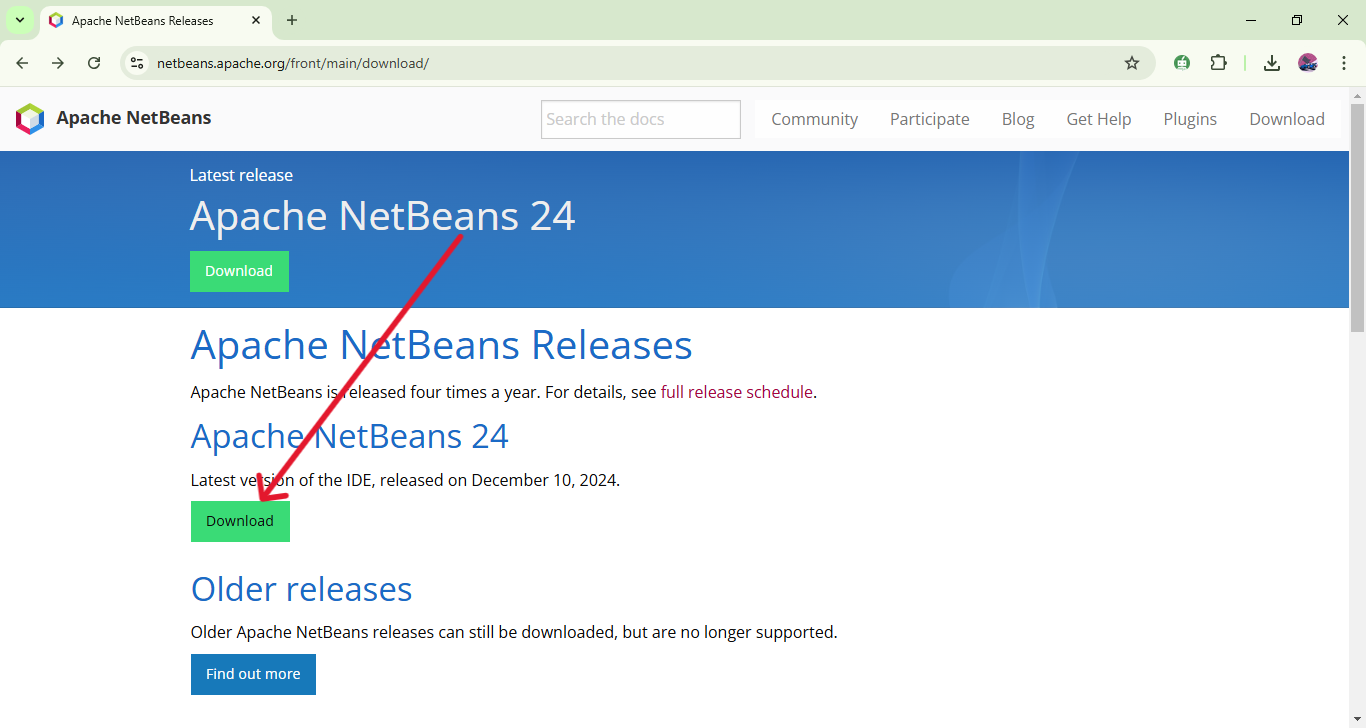 Apache NetBeans Releases
netbeans.apache.org/front/main/download/
Apache NetBeans
Search the docs
Community
Participate
Blog
Get Help
Plugins
Download
Latest release
Apache NetBeans 24
Download
Apache NetBeans Releases
Apache NetBeans is released four times a year. For details, see full release schedule.
Apache NetBeans 24
Latest version of the IDE, released on December 10, 2024.
Download
Older releases
Older Apache NetBeans releases can still be downloaded, but are no longer supported.
Find out more